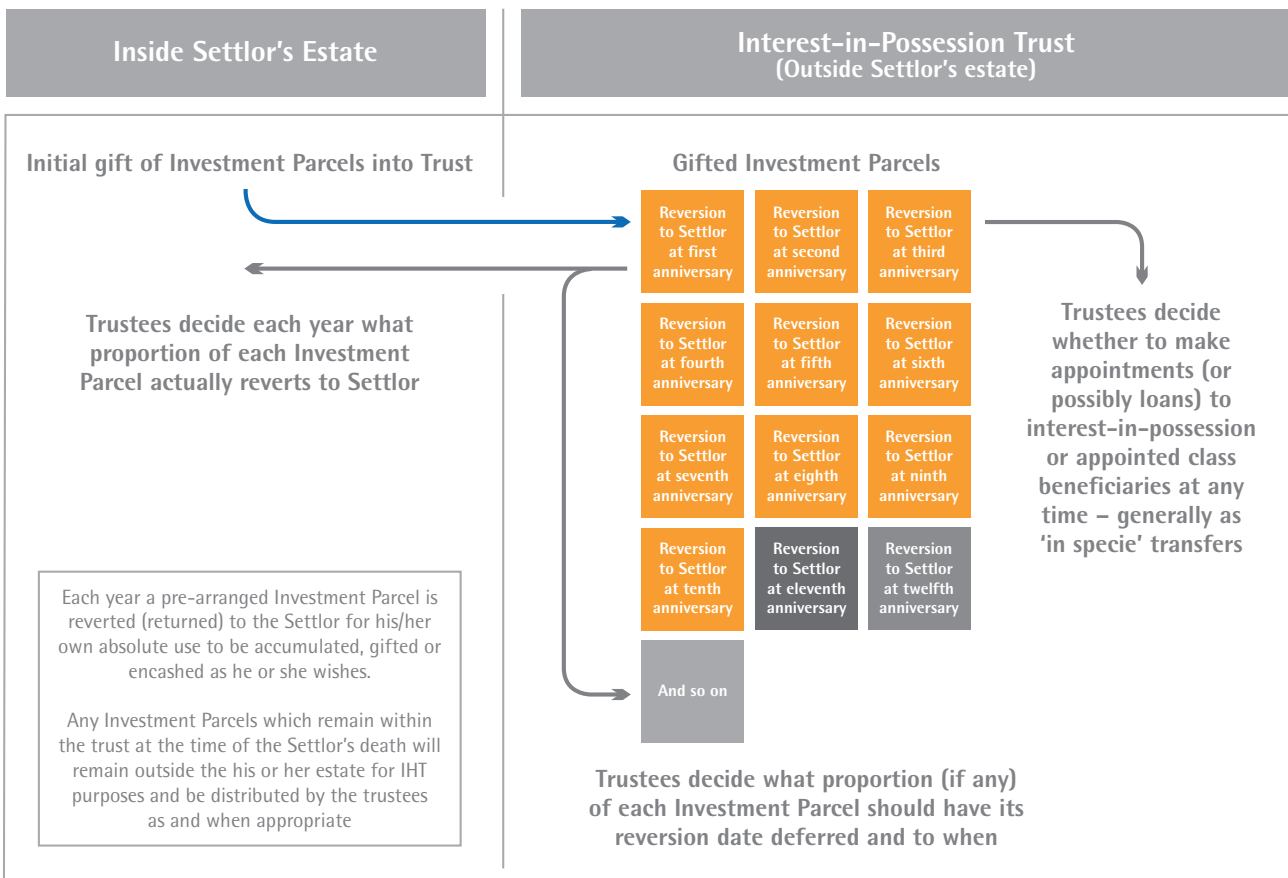 Inside Settlor’s Estate
Interest-in-Possession Trust
(Outside Settlor’s estate)
Initial gift of Investment Parcels into Trust
Trustees decide each year what
proportion of each Investment
Parcel actually reverts to Settlor
Each year a pre-arranged Investment Parcel is
reverted (returned) to the Settlor for his/her
own absolute use to be accumulated, gifted or
encashed as he or she wishes.
Any Investment Parcels which remain within
the trust at the time of the Settlor’s death will
remain outside the his or her estate for IHT
purposes and be distributed by the trustees
as and when appropriate
Gifted Investment Parcels
Reversion
to Settlor
at first
anniversary
Reversion
to Settlor
at second
anniversary
Reversion
to Settlor
at third
anniversary
Reversion
to Settlor
at fourth
anniversary
Reversion
to Settlor
at fifth
anniversary
Reversion
to Settlor
at sixth
anniversary
Reversion
to Settlor
at seventh
anniversary
Reversion
to Settlor
at eighth
anniversary
Reversion
to Settlor
at ninth
anniversary
Reversion
to Settlor
at tenth
anniversary
Reversion
to Settlor
at eleventh
anniversary
Reversion
to Settlor
at twelfth
anniversary
And so on
Trustees decide
whether to make
appointments (or
possibly loans) to
interest-in-possession
or appointed class
beneficiaries at any
time – generally as
‘in specie’ transfers
Trustees decide what proportion (if any)
of each Investment Parcel should have its
reversion date deferred and to when